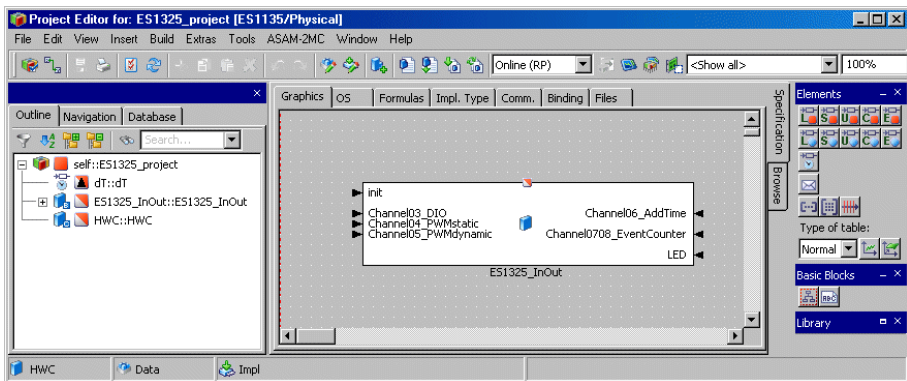 Project Editor for: ES1325_project [ES1135/Physical]
File Edit View Insert Build Extras Tools ASAM-2MC Window Help
Online (RP) <Show all> 100%
Outline Navigation Database
Search...
self::ES1325_project
dT::dT
ES1325_InOut::ES1325_InOut
HWC::HWC
Graphics OS Formulas Impl. Type Comm. Binding Files
init
Channel03_DIO
Channel04_PWMstatic
Channel05_PWMdynamic
Channel06_AddTime
Channel0708_EventCounter
LED
ES1325_InOut
Specification
Browse
Elements
L S U C E
L S U C E
Type of table:
Normal
Basic Blocks
Library
HWC Data Impl